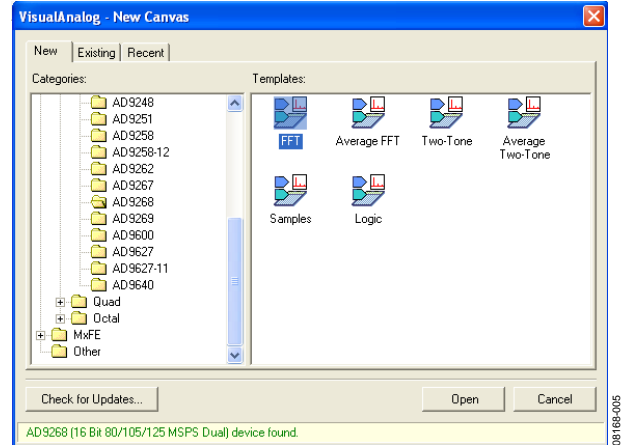 VisualAnalog - New Canvas
New Existing Recent
Categories:
Templates:
AD9248
AD9251
AD9258
AD9258-12
AD9262
AD9267
AD9268
AD9269
AD9600
AD9627
AD9627-11
AD9640
Quad
Octal
MxFE
Other
FFT Average FFT Two-Tone Average
Two-Tone
Samples Logic
Check for Updates... Open Cancel
AD9268 (16 Bit 80/105/125 MSPS Dual) device found.
08168-005